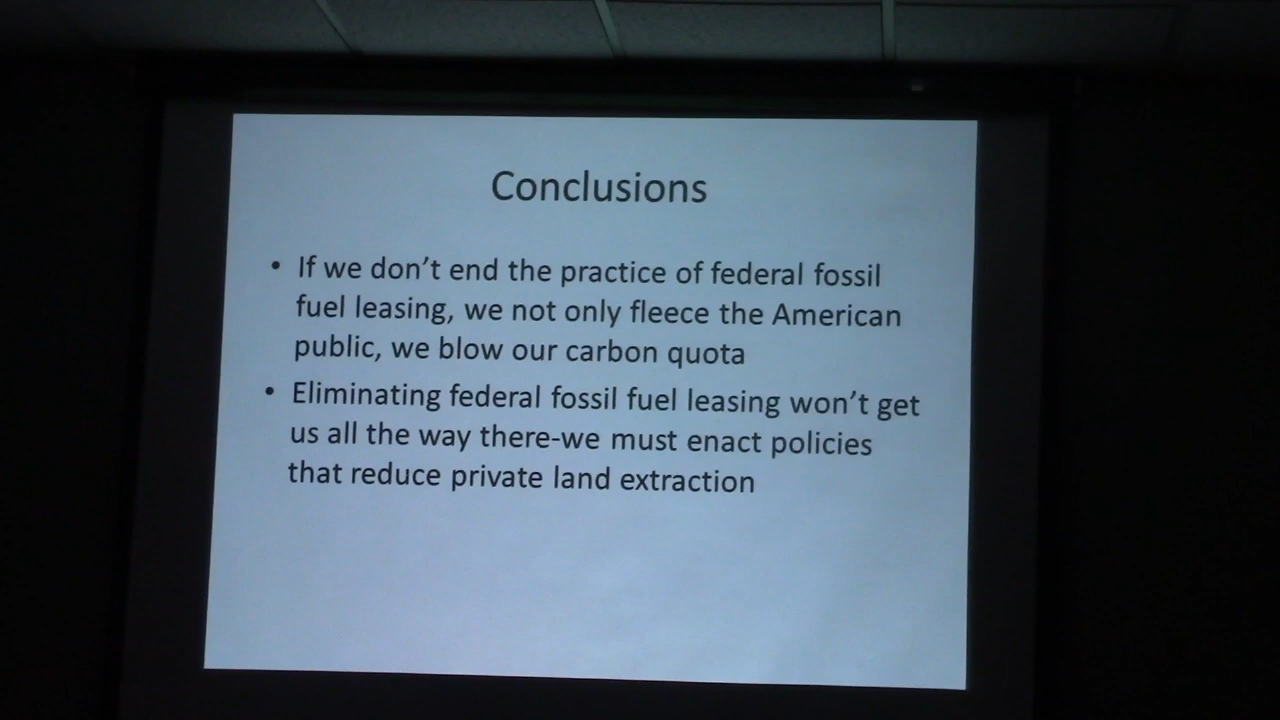 Conclusions
• If we don't end the practice of federal fossil
fuel leasing, we not only fleece the American
public, we blow our carbon quota
• Eliminating federal fossil fuel leasing won't get
us all the way there-we must enact policies
that reduce private land extraction